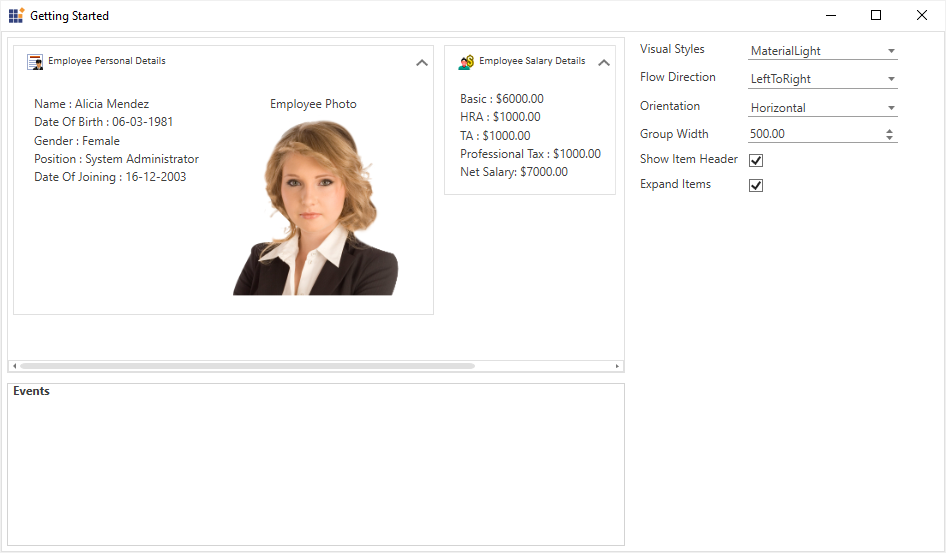 Getting Started
Employee Personal Details
Name : Alicia Mendez
Date Of Birth : 06-03-1981
Gender : Female
Position : System Administrator
Date Of Joining : 16-12-2003
Employee Photo
Employee Salary Details
Basic : $6000.00
HRA : $1000.00
TA : $1000.00
Professional Tax : $1000.00
Net Salary: $7000.00
Visual Styles MaterialLight
Flow Direction LeftToRight
Orientation Horizontal
Group Width 500.00
Show Item Header
Expand Items
Events